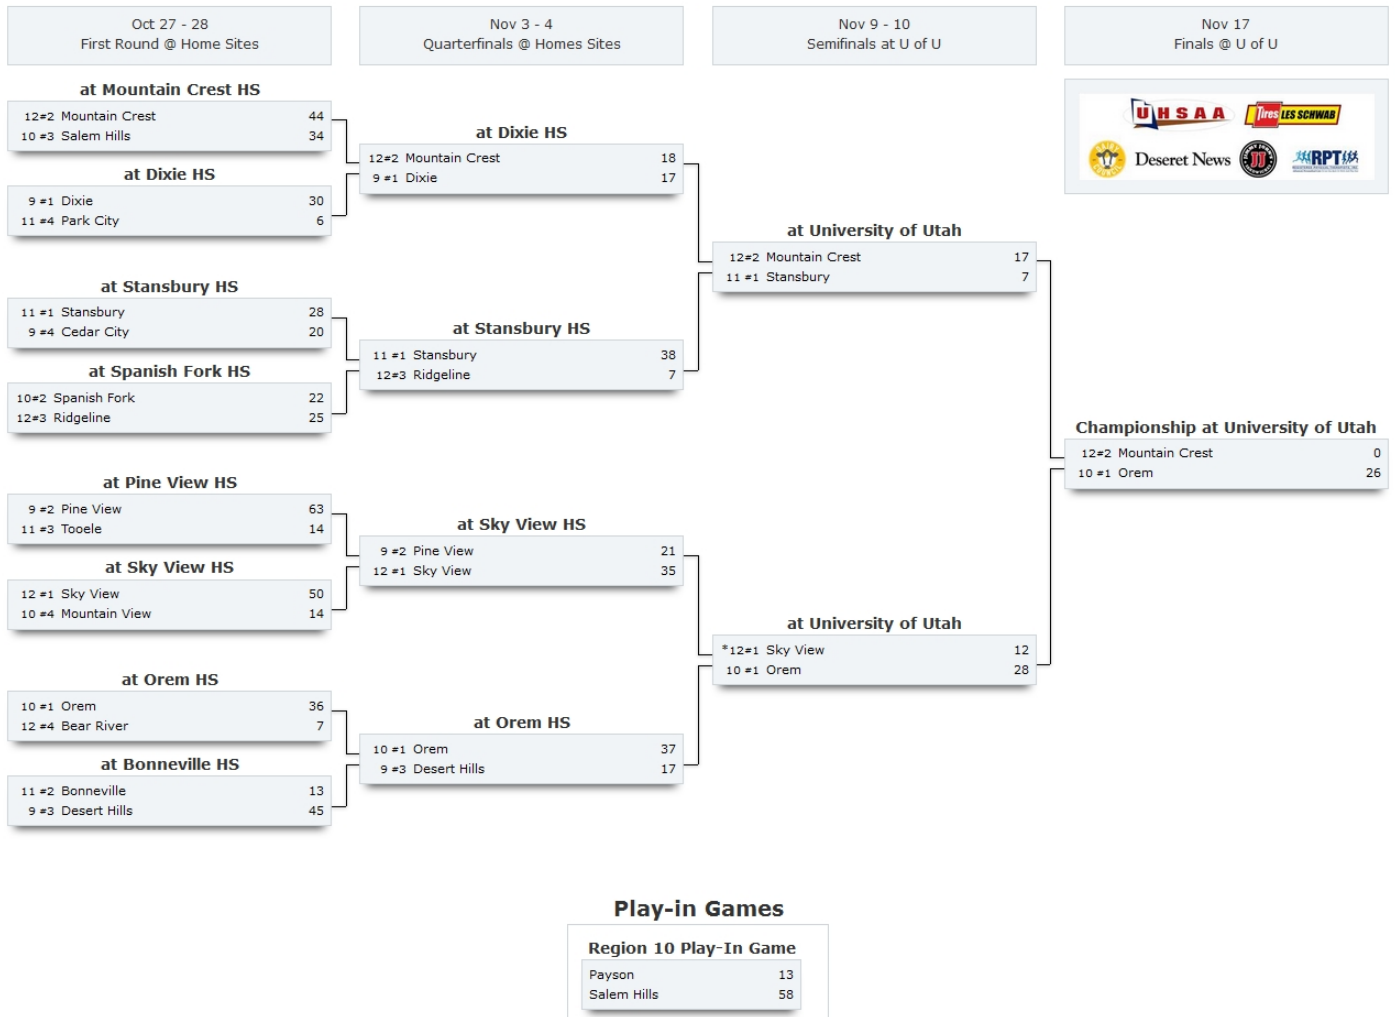 Oct 27 - 28
First Round @ Home Sites
Nov 3 - 4
Quarterfinals @ Homes Sites
Nov 9 - 10
Semifinals at U of U
Nov 17
Finals @ U of U
at Mountain Crest HS
12#2 Mountain Crest 44
10 #3 Salem Hills 34
at Dixie HS
9 #1 Dixie 30
11 #4 Park City 6
at Stansbury HS
11 #1 Stansbury 28
9 #4 Cedar City 20
at Spanish Fork HS
10#2 Spanish Fork 22
12#3 Ridgeline 25
at Pine View HS
9 #2 Pine View 63
11 #3 Tooele 14
at Sky View HS
12 #1 Sky View 50
10 #4 Mountain View 14
at Orem HS
10 #1 Orem 36
12 #4 Bear River 7
at Bonneville HS
11 #2 Bonneville 13
9 #3 Desert Hills 45
at Dixie HS
12#2 Mountain Crest 18
9 #1 Dixie 17
at Stansbury HS
11 #1 Stansbury 38
12#3 Ridgeline 7
at Sky View HS
9 #2 Pine View 21
12 #1 Sky View 35
at Orem HS
10 #1 Orem 37
9 #3 Desert Hills 17
at University of Utah
12#2 Mountain Crest 17
11 #1 Stansbury 7
at University of Utah
*12#1 Sky View 12
10 #1 Orem 28
UHSAA
Tires LES SCHWAB
Deseret News
RPT
Championship at University of Utah
12#2 Mountain Crest 0
10 #1 Orem 26
Play-in Games
Region 10 Play-In Game
Payson 13
Salem Hills 58